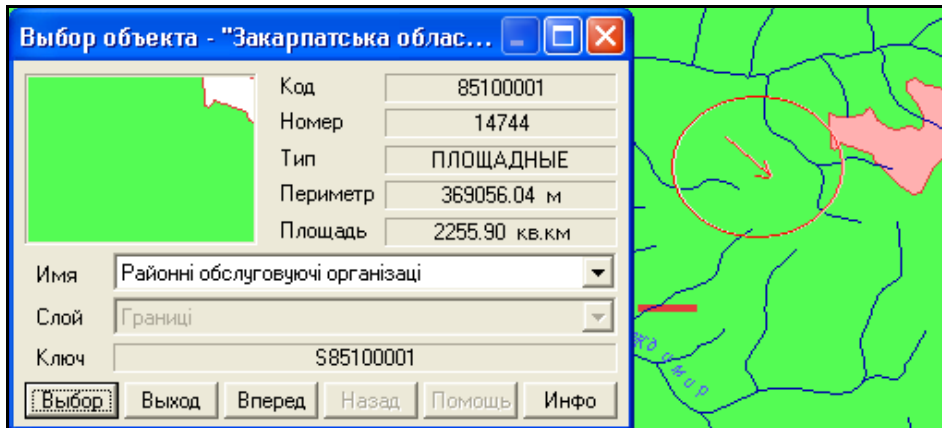 Выбор объекта - "Закарпатська облас...
Код 85100001
Номер 14744
Тип ПЛОЩАДНЫЕ
Периметр 369056.04 м
Площадь 2255.90 кв.км
Имя Районні обслуговуючі організаці
Слой Границі
Ключ S85100001
Выбор Выход Вперед Назад Помощь Инфо